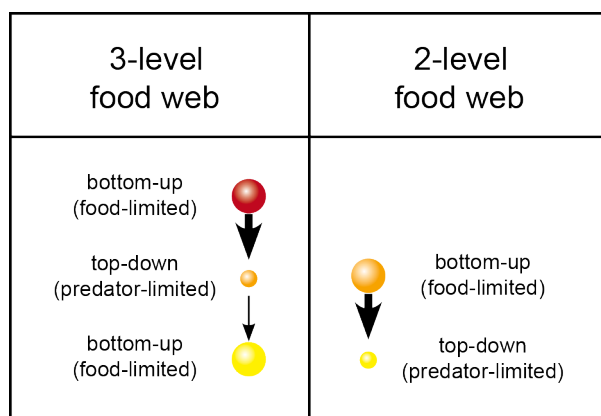 3-level
food web
2-level
food web
bottom-up
(food-limited)
top-down
(predator-limited)
bottom-up
(food-limited)
bottom-up
(food-limited)
top-down
(predator-limited)